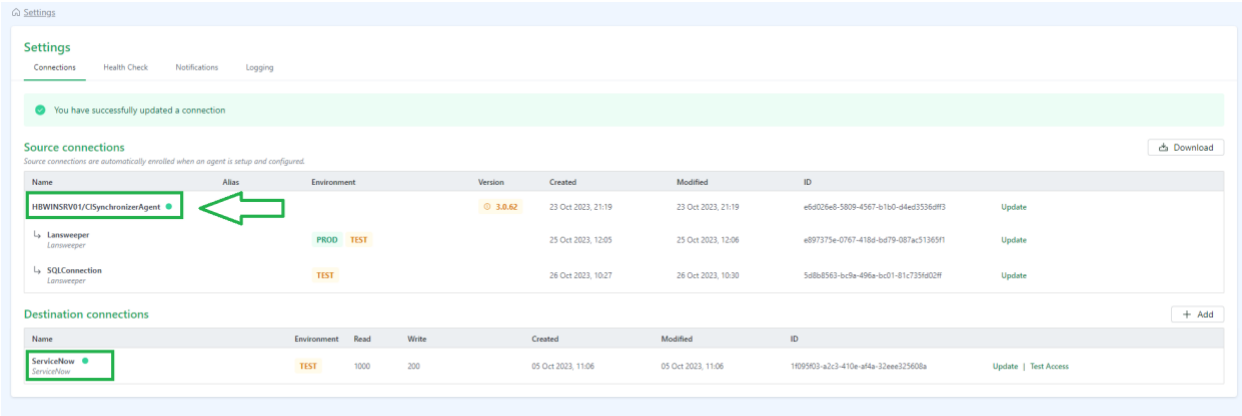 Settings
Settings
Connections Health Check Notifications Logging
You have successfully updated a connection
Source connections
Download
Source connections are automatically enrolled when an agent is setup and configured.
Name Alias Environment Version Created Modified ID
HBWINSRV01/CISynchronizerAgent 3.0.62 23 Oct 2023, 21:19 23 Oct 2023, 21:19 e6d026e8-5809-4567-b1b0-d4ed3536dff3 Update
Lansweeper PROD TEST 25 Oct 2023, 12:05 25 Oct 2023, 12:06 e897375e-0767-418d-bd79-087ac51365f1 Update
Lansweeper
SQLConnection TEST 26 Oct 2023, 10:27 26 Oct 2023, 10:30 5d8b8563-bc9a-496a-bc01-81c735fd02ff Update
Lansweeper
Destination connections + Add
Name Environment Read Write Created Modified ID
ServiceNow TEST 1000 200 05 Oct 2023, 11:06 05 Oct 2023, 11:06 1f095f03-a2c3-410e-af4a-32eee325608a Update | Test Access
ServiceNow